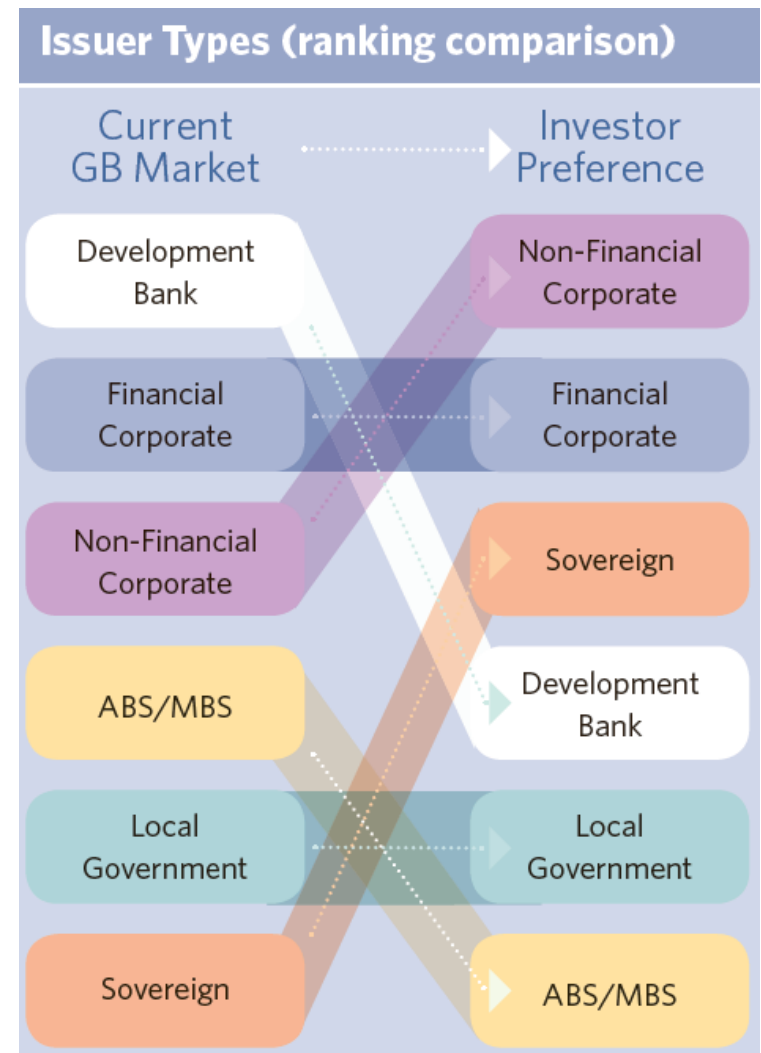 Issuer Types (ranking comparison)
Current
GB Market
Investor
Preference
Development
Bank
Non-Financial
Corporate
Financial
Corporate
Financial
Corporate
Non-Financial
Corporate
Sovereign
ABS/MBS
Development
Bank
Local
Government
Local
Government
Sovereign
ABS/MBS